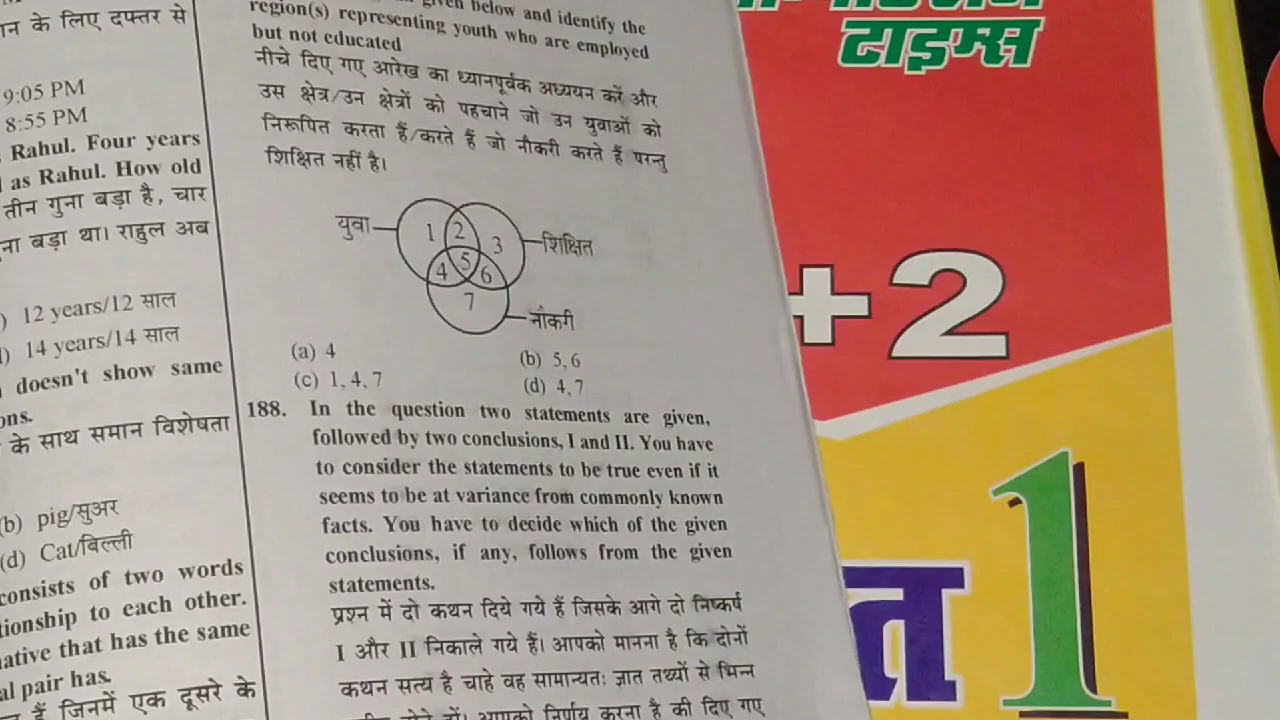 न के लिए दफ्तर से
9:05 PM
8:55 PM
Rahul. Four years
as Rahul. How old
तीन गुना बड़ा है, चार
ना बड़ा था। राहुल अब
) 12 years/12 साल
) 14 years/14 साल
doesn't show same
ons.
के साथ समान विशेषता
(b) pig/सुअर
(d) Cat/बिल्ली
consists of two words
tionship to each other.
native that has the same
al pair has.
हैं जिनमें एक दूसरे के
given below and identify the
region(s) representing youth who are employed
but not educated
नीचे दिए गए आरेख का ध्यानपूर्वक अध्ययन करें और
उस क्षेत्र/उन क्षेत्रों को पहचाने जो उन युवाओं को
निरूपित करता हैं/करते हैं जो नौकरी करते हैं परन्तु
शिक्षित नहीं है।
युवा 1 2 3 शिक्षित
4 5 6
7 नौकरी
(a) 4 (b) 5, 6
(c) 1, 4, 7 (d) 4, 7
188. In the question two statements are given,
followed by two conclusions, I and II. You have
to consider the statements to be true even if it
seems to be at variance from commonly known
facts. You have to decide which of the given
conclusions, if any, follows from the given
statements.
प्रश्न में दो कथन दिये गये हैं जिसके आगे दो निष्कर्ष
I और II निकाले गये हैं। आपको मानना है कि दोनों
कथन सत्य है चाहे वह सामान्यतः ज्ञात तथ्यों से भिन्न
आपको निर्णय करना है की दिए गए
टाइम्स
+2
त 1